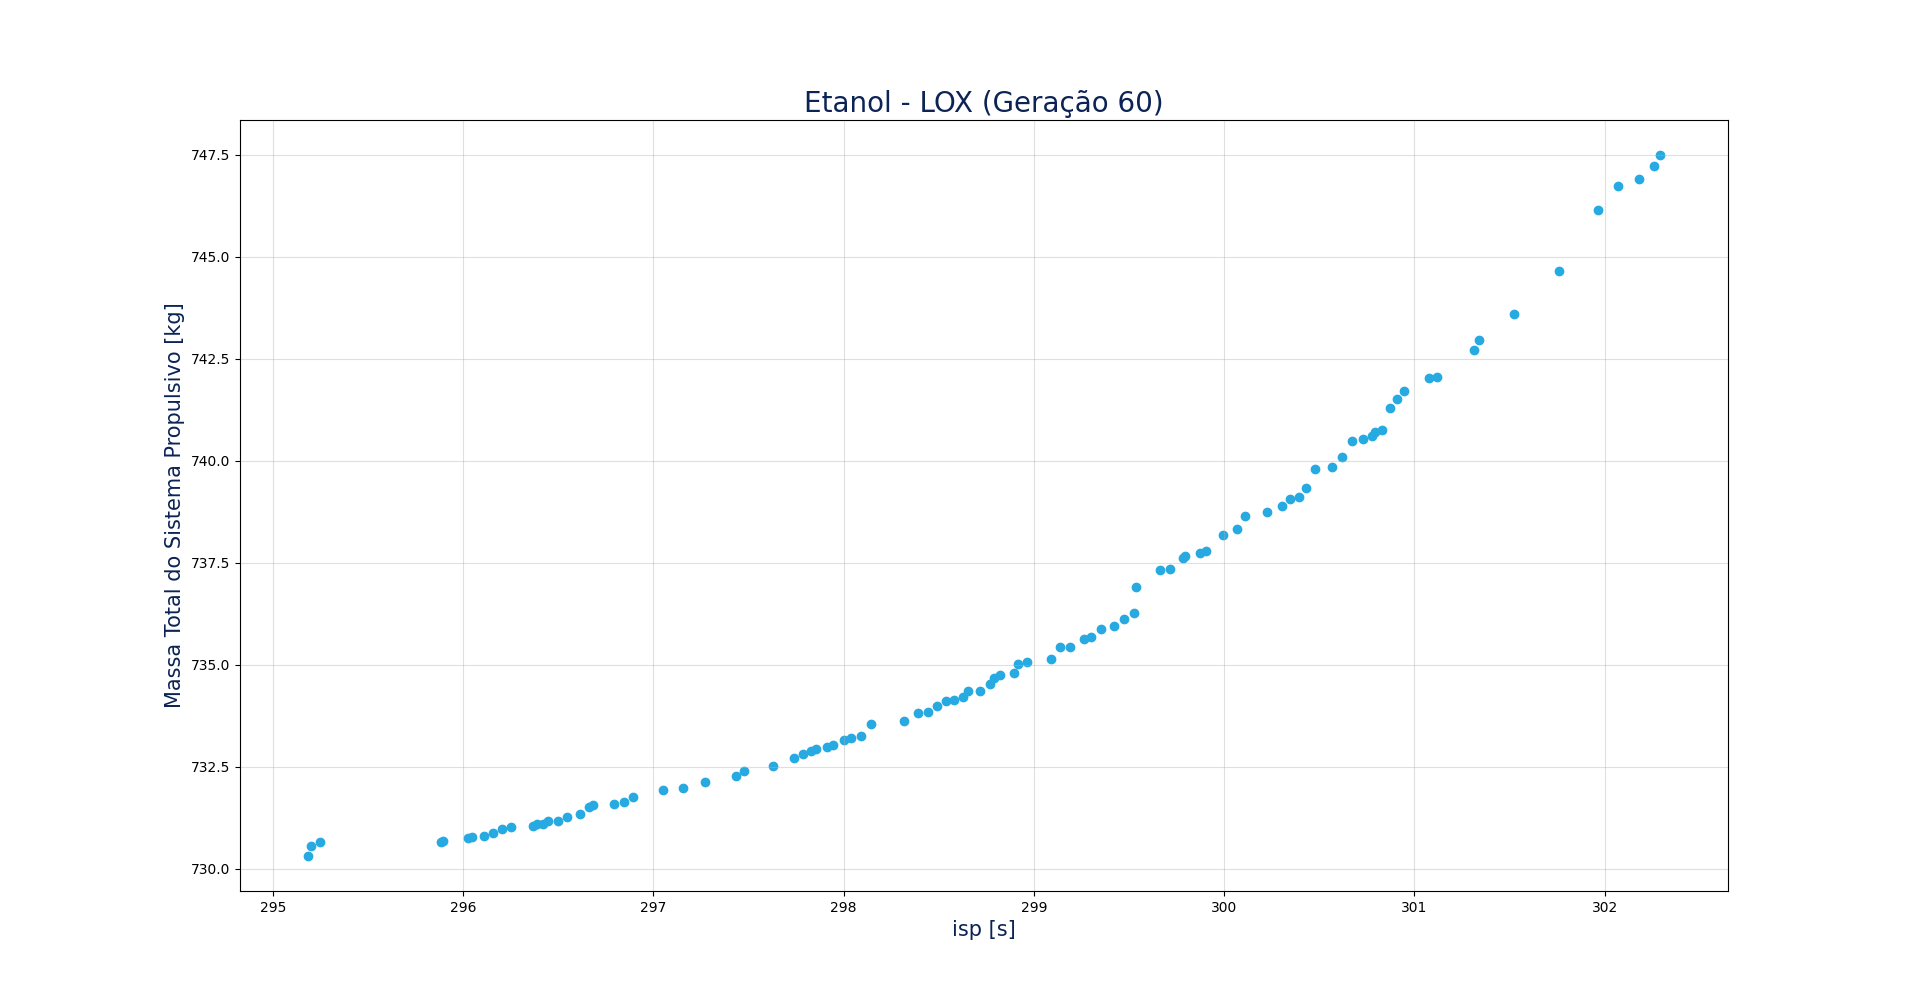 Etanol - LOX (Geração 60)
Massa Total do Sistema Propulsivo [kg]
747.5
745.0
742.5
740.0
737.5
735.0
732.5
730.0
295 296 297 298 299 300 301 302
isp [s]